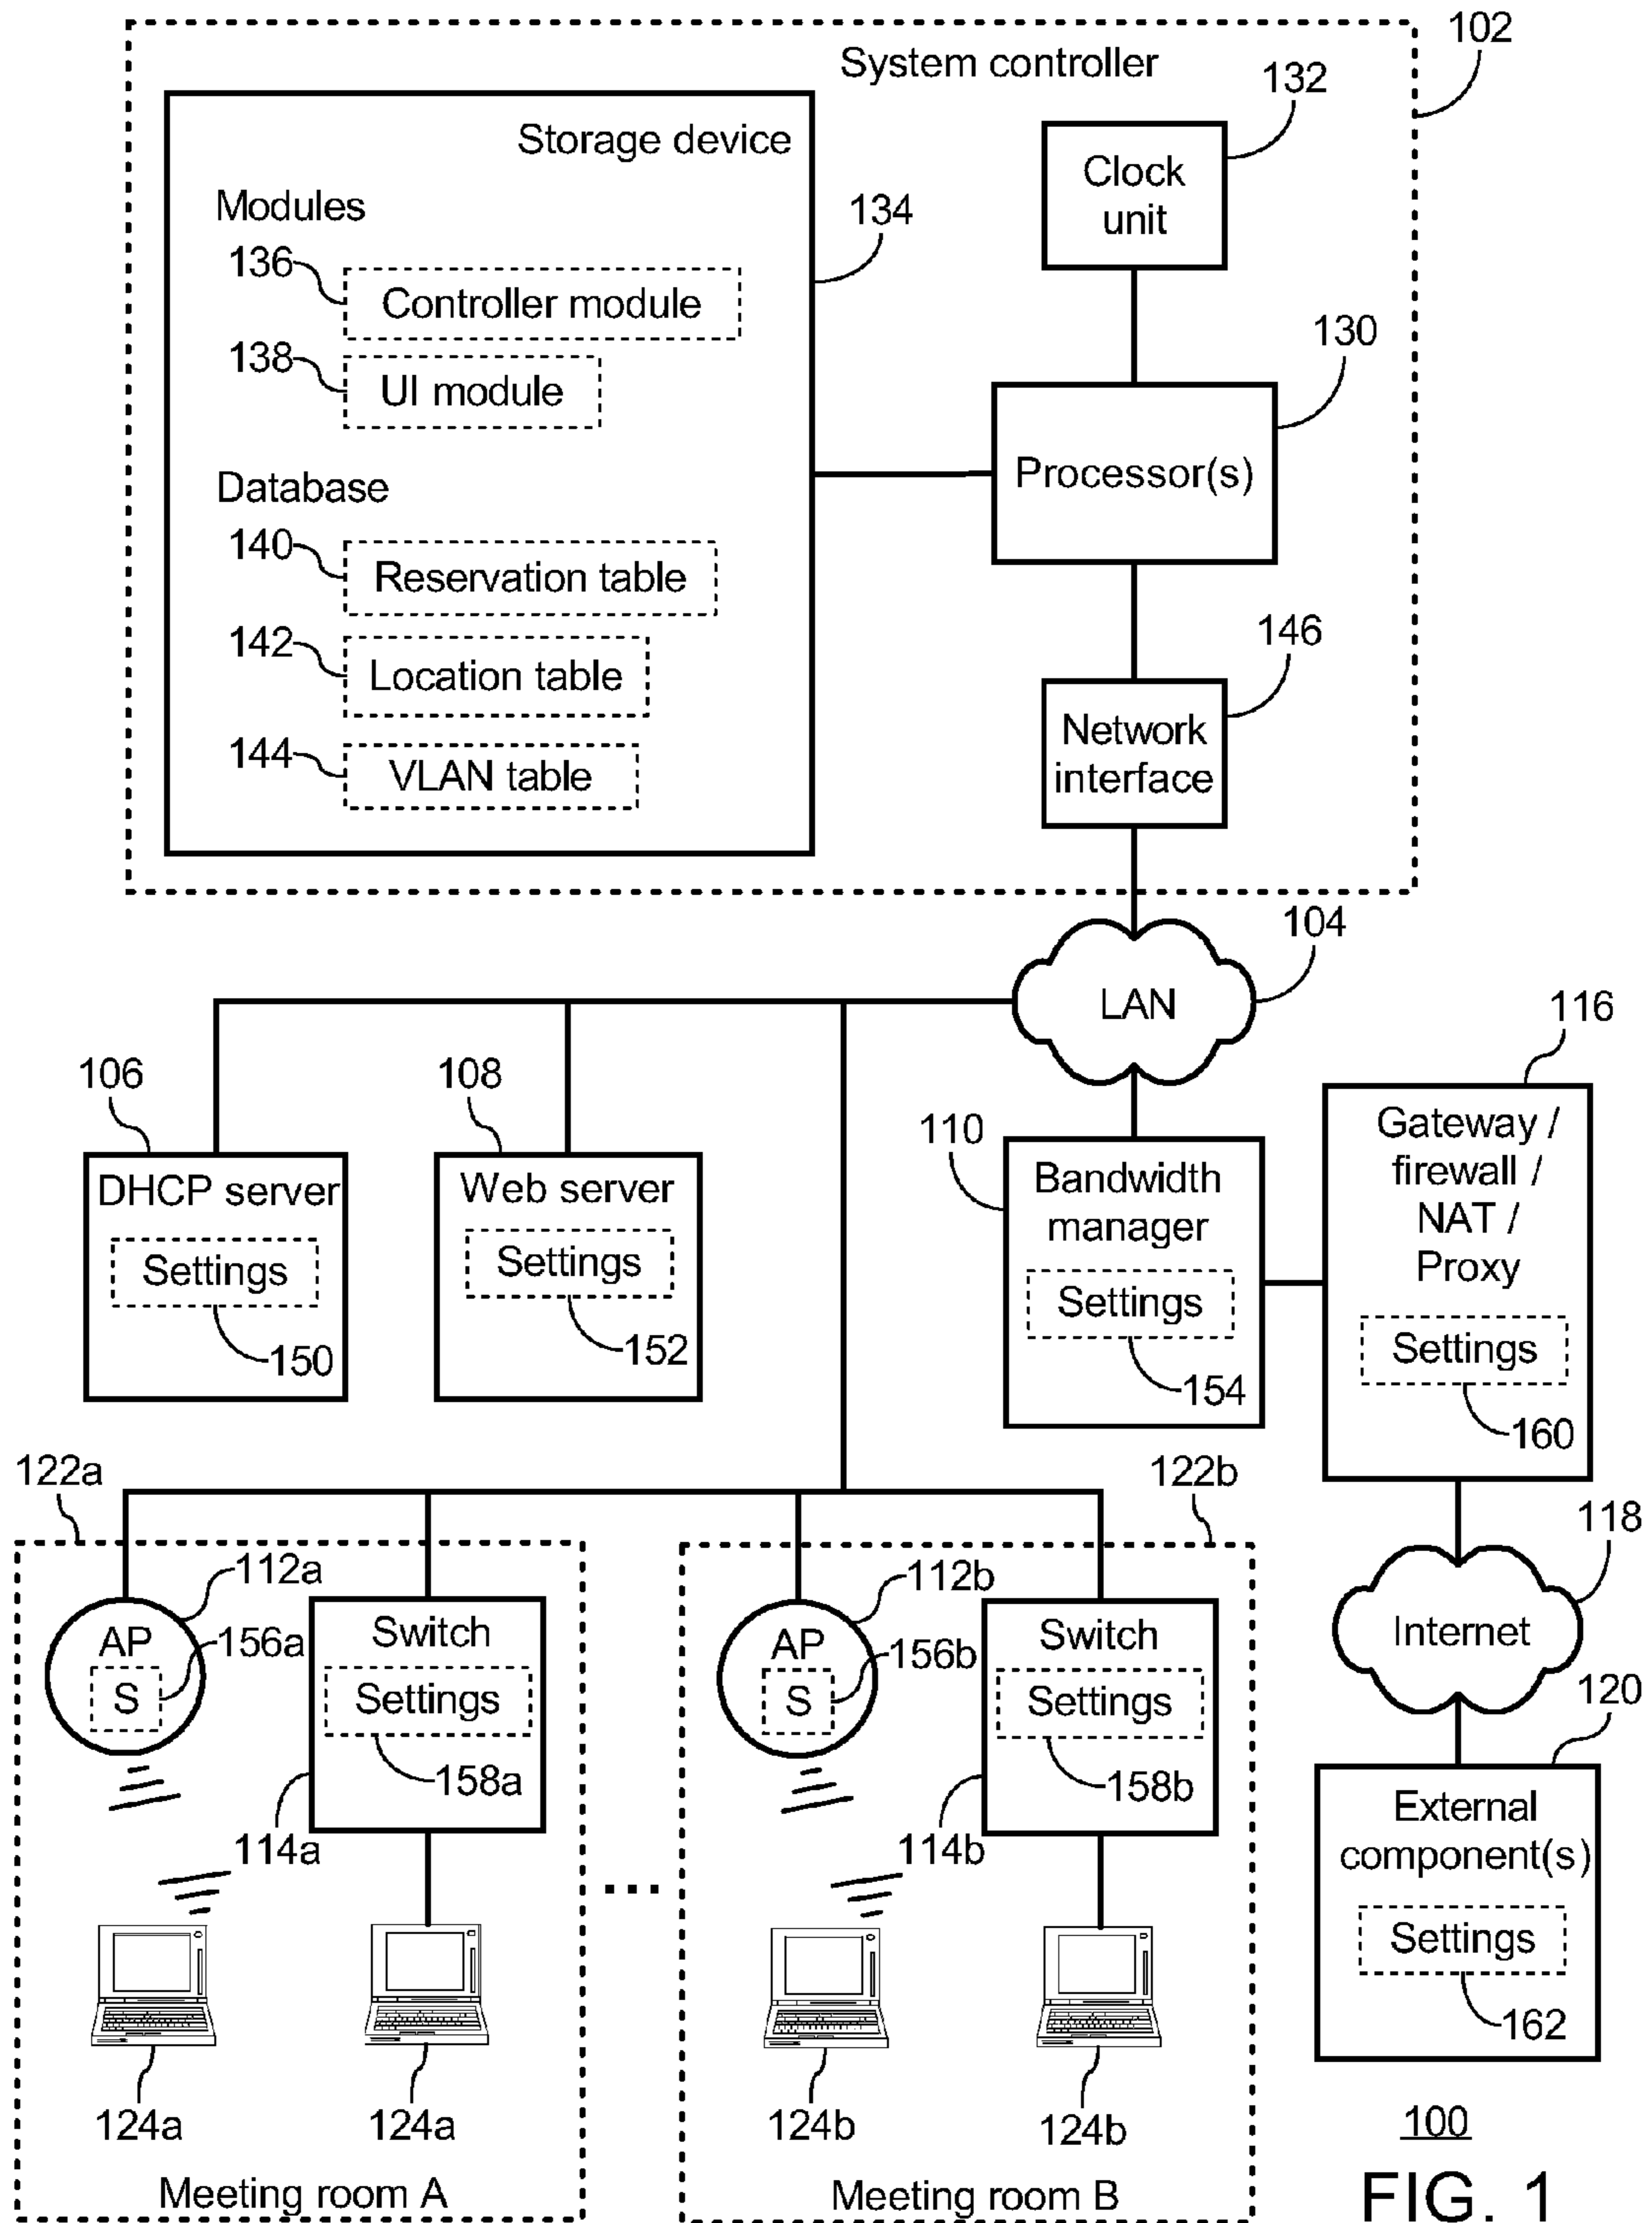 102
System controller
132
Storage device
Clock
unit
Modules
134
136
Controller module
138
UI module
130
Processor(s)
Database
140
Reservation table
142
Location table
144
VLAN table
146
Network
interface
104
LAN
116
106
108
110
DHCP server
Settings
150
Web server
Settings
152
Bandwidth
manager
Settings
154
Gateway /
firewall /
NAT /
Proxy
Settings
160
122a
122b
118
112a
AP
156a
S
Switch
Settings
158a
114a
112b
AP
156b
S
Switch
Settings
158b
114b
Internet
120
External
component(s)
Settings
162
...
124a
124a
124b
124b
Meeting room A
Meeting room B
100
FIG. 1